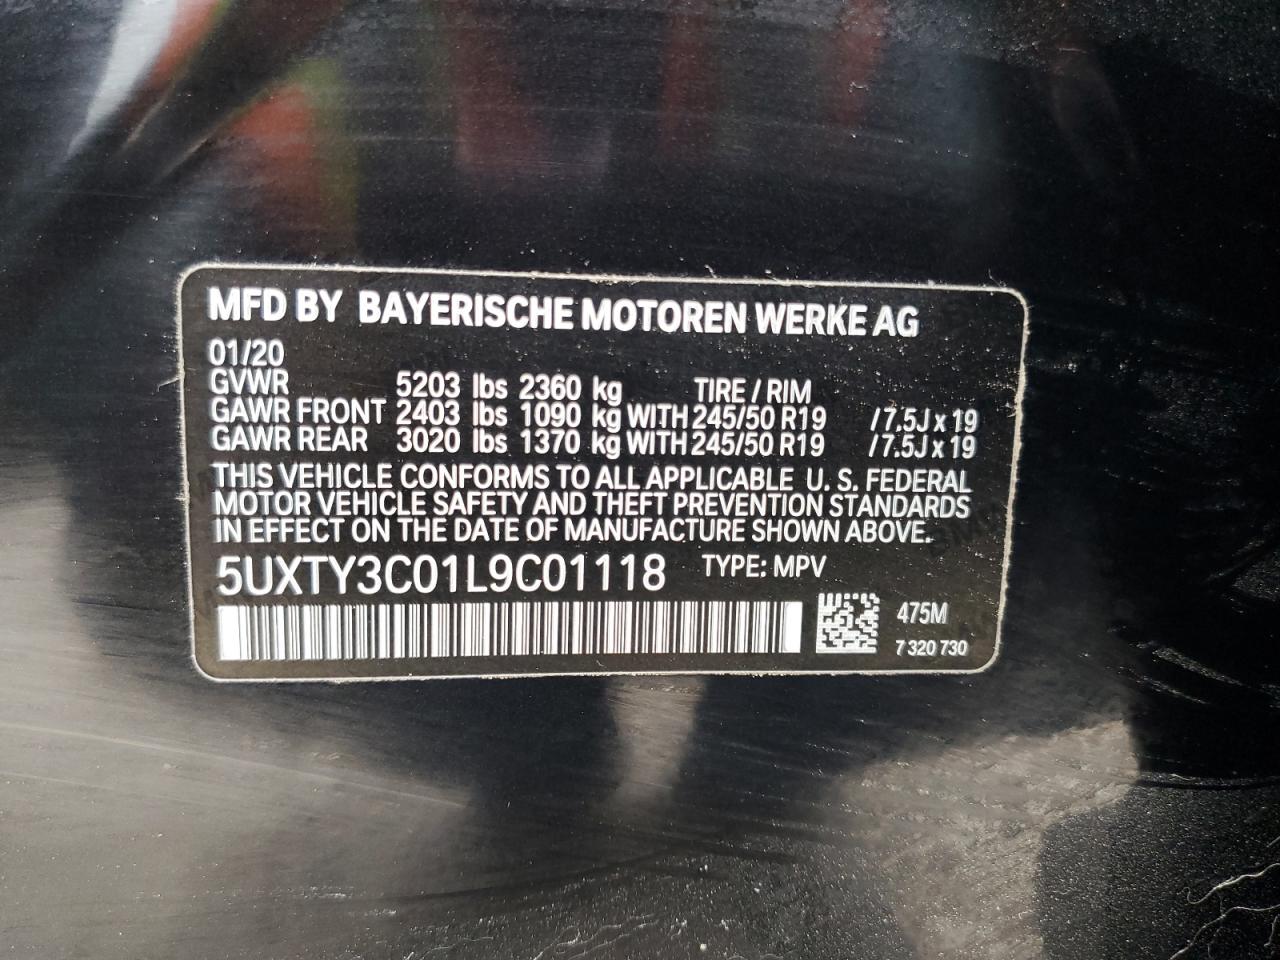 MFD BY BAYERISCHE MOTOREN WERKE AG
01/20
GVWR 5203 lbs 2360 kg TIRE / RIM
GAWR FRONT 2403 lbs 1090 kg WITH 245/50 R19 / 7.5J x 19
GAWR REAR 3020 lbs 1370 kg WITH 245/50 R19 / 7.5J x 19
THIS VEHICLE CONFORMS TO ALL APPLICABLE U. S. FEDERAL
MOTOR VEHICLE SAFETY AND THEFT PREVENTION STANDARDS
IN EFFECT ON THE DATE OF MANUFACTURE SHOWN ABOVE.
5UXTY3C01L9C01118 TYPE: MPV
475M
7 320 730